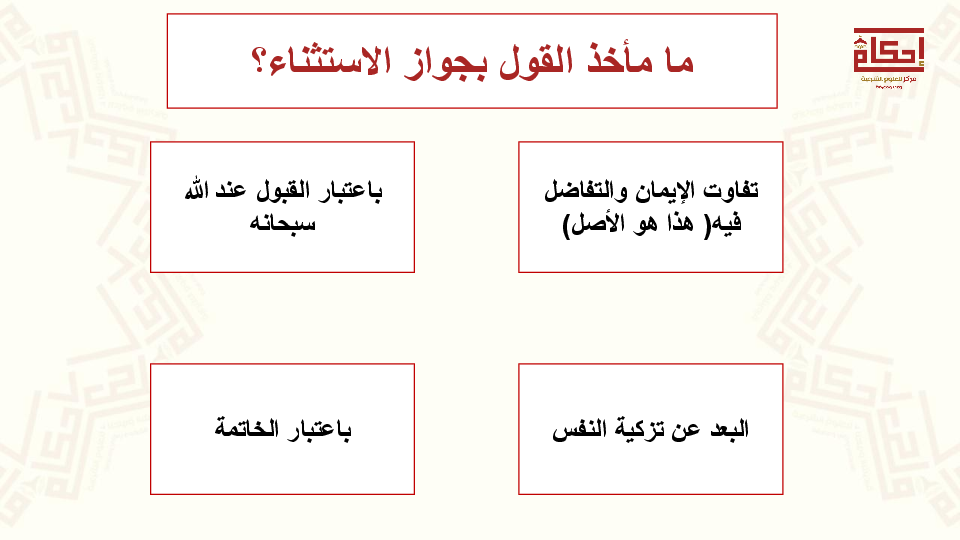 ما مأخذ القول بجواز الاستثناء؟
إحكام
مركز للعلوم الشرعية
تفاوت الإيمان والتفاضل
فيه( هذا هو الأصل)
باعتبار القبول عند الله
سبحانه
البعد عن تزكية النفس
باعتبار الخاتمة